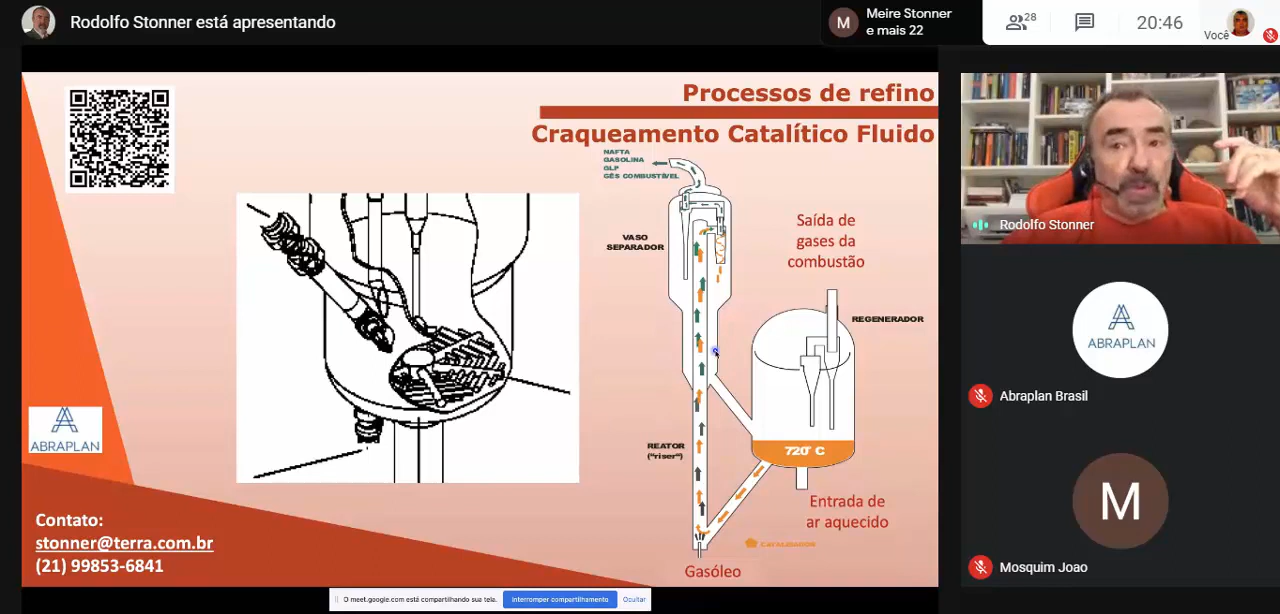 Rodolfo Stonner está apresentando
Meire Stonner
e mais 22
28
20:46
Você
Processos de refino
Craqueamento Catalítico Fluido
NAFTA
GASOLINA
GLP
GÊS COMBUSTÍVEL
VASO
SEPARADOR
Saída de
gases da
combustão
REGENERADOR
REATOR
("riser")
720° C
Entrada de
ar aquecido
CATALISADOR
Gasóleo
ABRAPLAN
Contato:
stonner@terra.com.br
(21) 99853-6841
O meet.google.com está compartilhando sua tela.
Interromper compartilhamento
Ocultar
Rodolfo Stonner
ABRAPLAN
Abraplan Brasil
M
Mosquim Joao
M